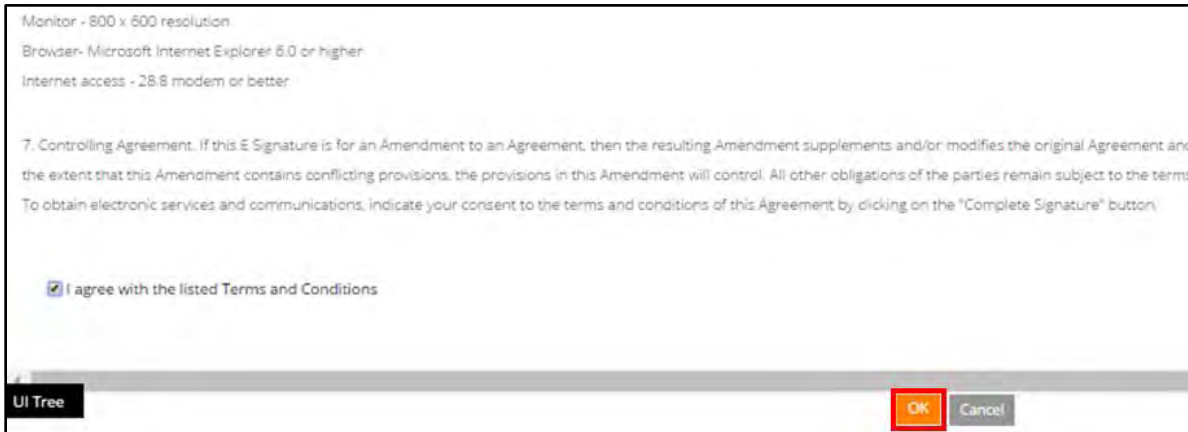 Monitor - 800 x 600 resolution
Browser- Microsoft Internet Explorer 6.0 or higher
Internet access - 28.8 modem or better
7. Controlling Agreement. If this E Signature is for an Amendment to an Agreement, then the resulting Amendment supplements and/or modifies the original Agreement and
the extent that this Amendment contains conflicting provisions, the provisions in this Amendment will control. All other obligations of the parties remain subject to the terms
To obtain electronic services and communications, indicate your consent to the terms and conditions of this Agreement by clicking on the "Complete Signature" button.
I agree with the listed Terms and Conditions
UI Tree
OK Cancel